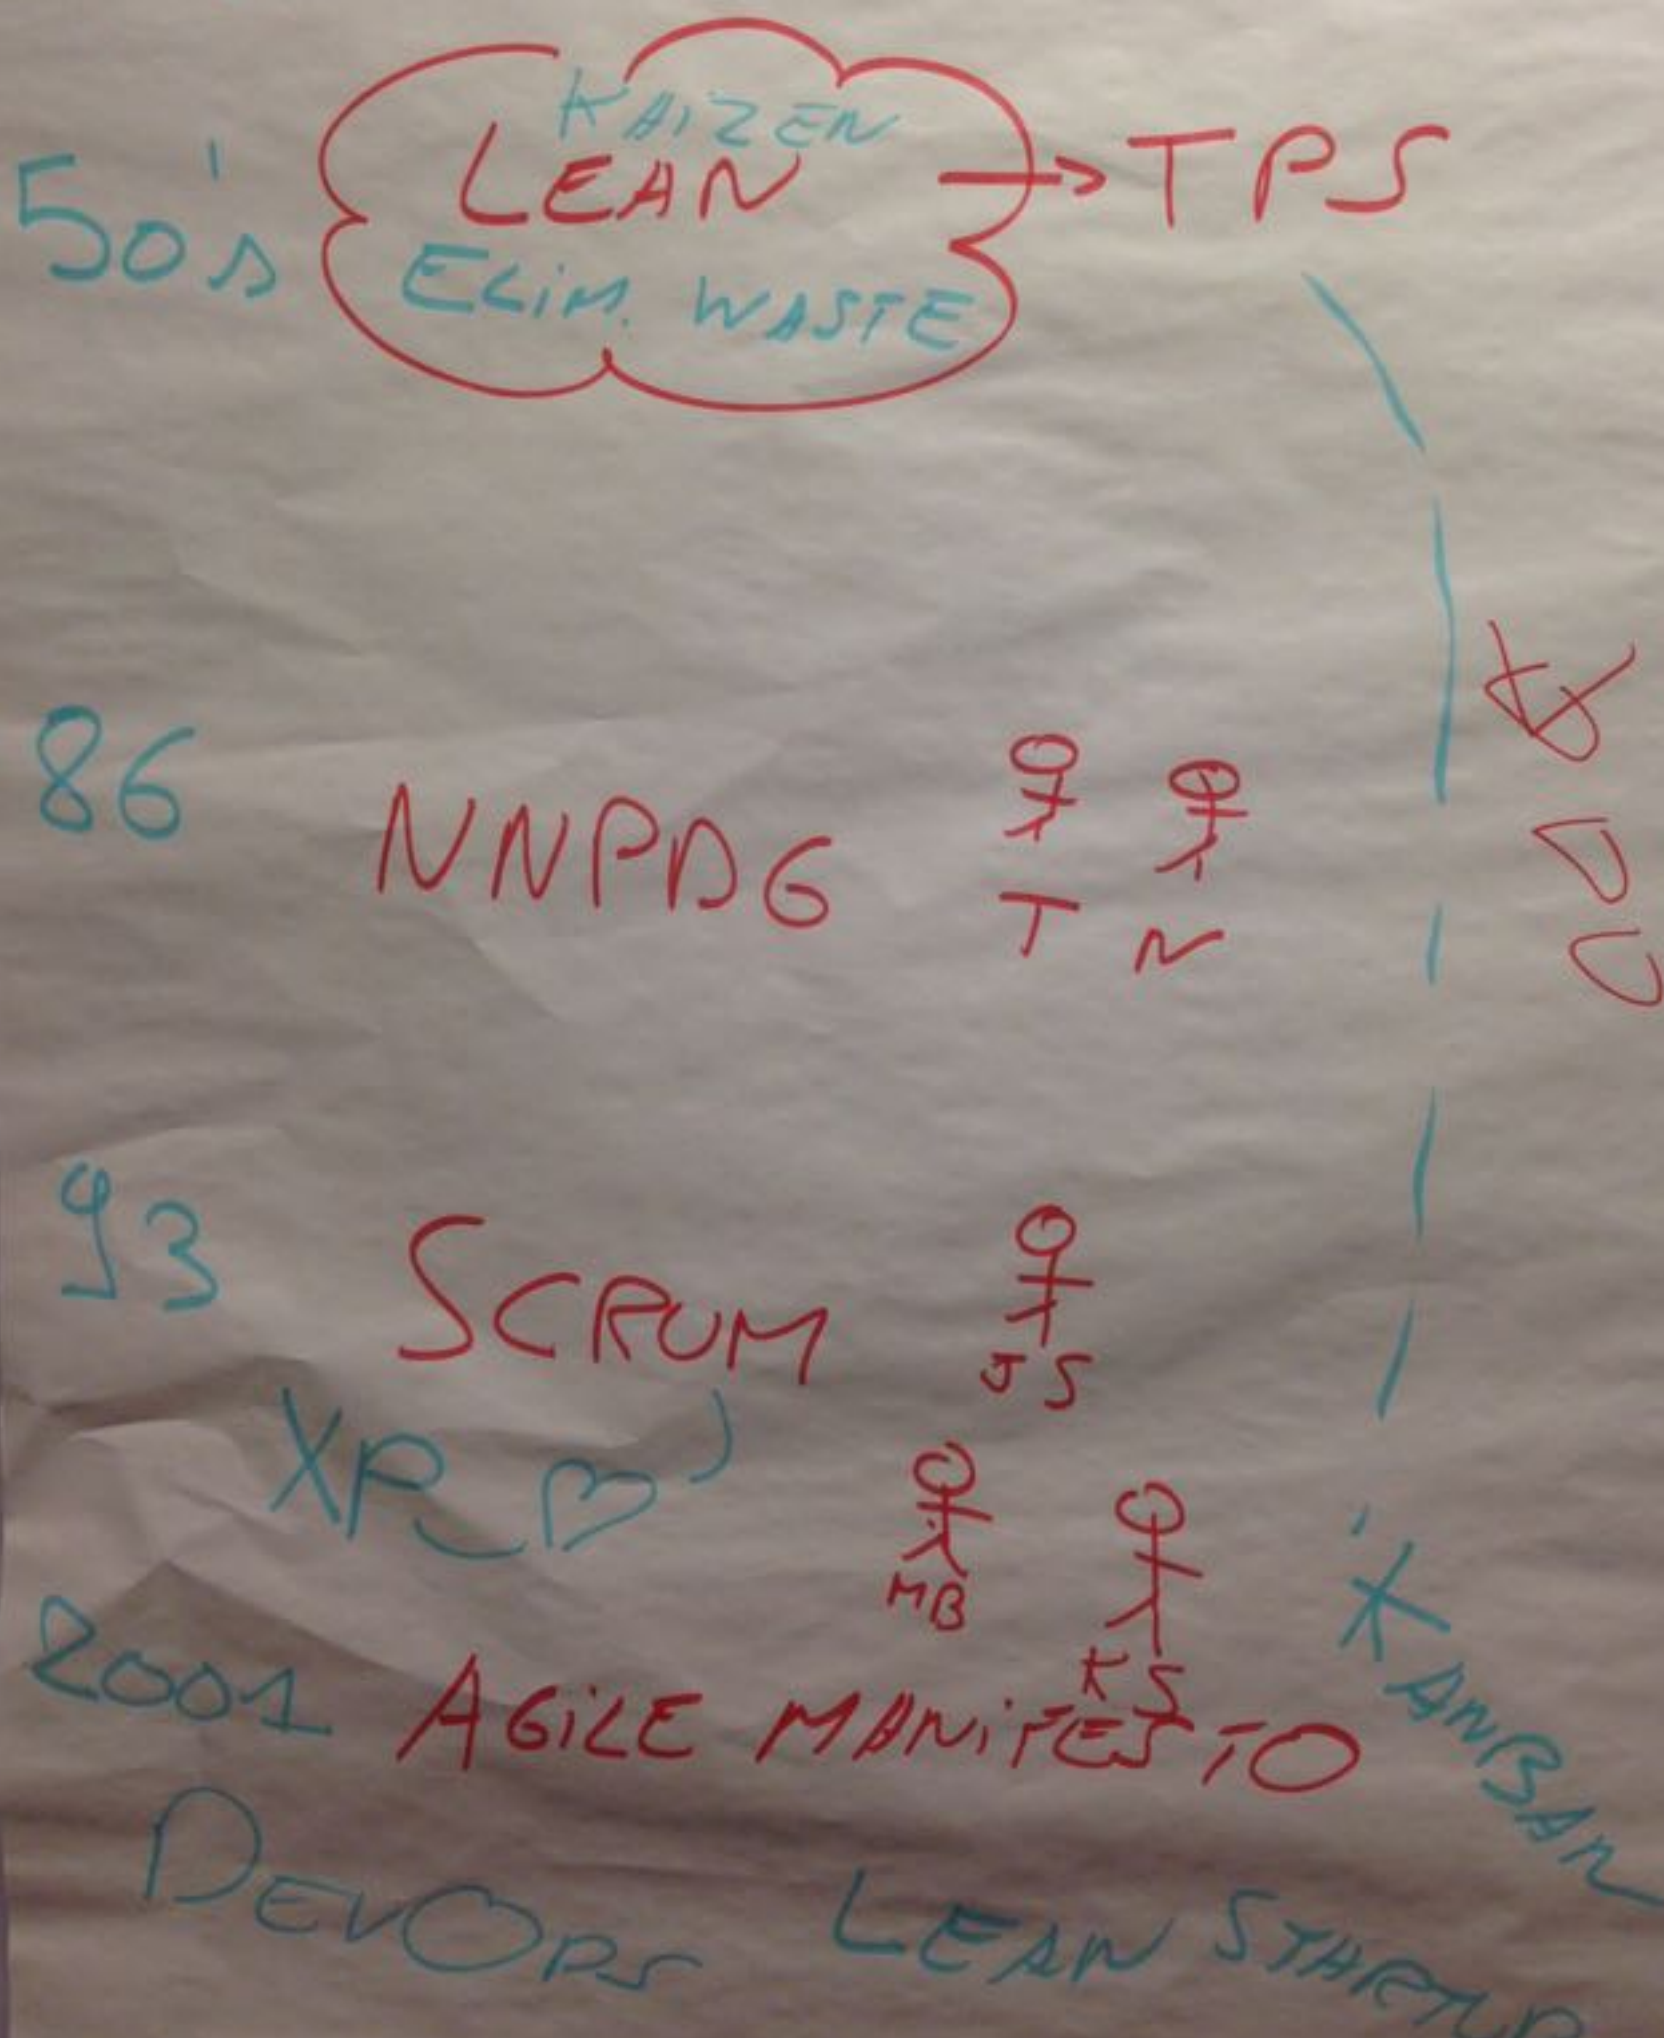 KAIZEN
50's LEAN → TPS
ELIM. WASTE
86 NNPDG
T N
93 SCRUM
JS
XP
MB
KS
2001 AGILE MANIFESTO
KANBAN
DEVOPS LEAN STARTUP